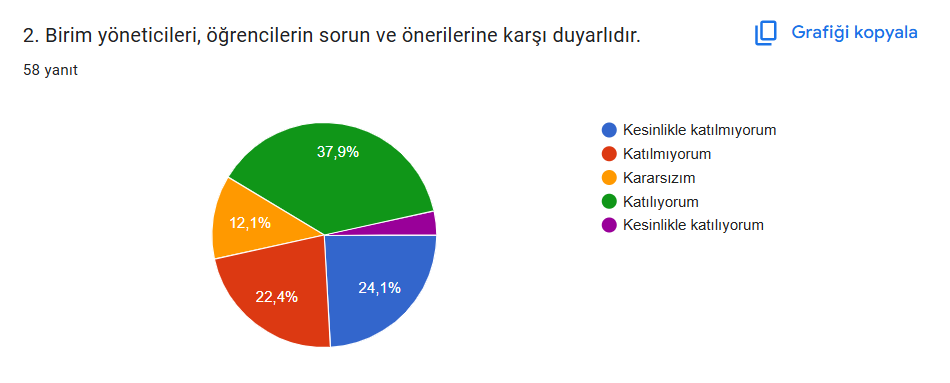 2. Birim yöneticileri, öğrencilerin sorun ve önerilerine karşı duyarlıdır.
Grafiği kopyala
58 yanıt
37,9%
12,1%
22,4%
24,1%
Kesinlikle katılmıyorum
Katılmıyorum
Kararsızım
Katılıyorum
Kesinlikle katılıyorum